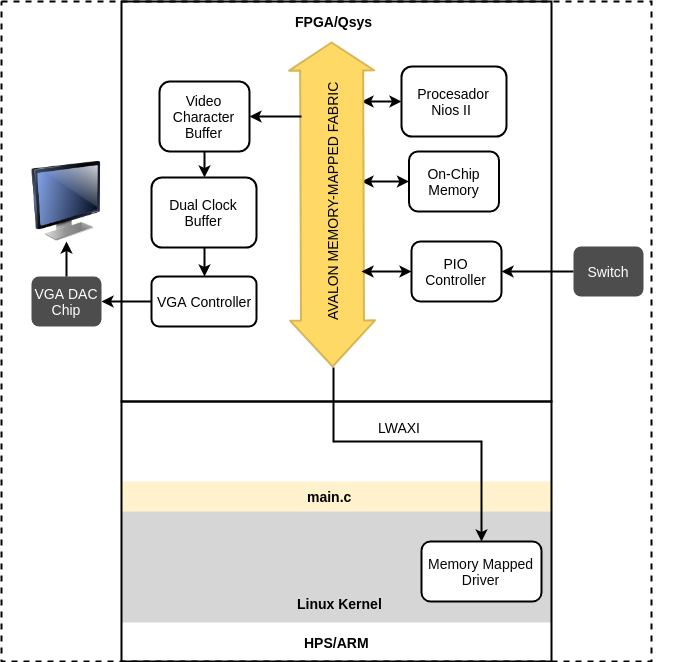 FPGA/Qsys
Video
Character
Buffer
Dual Clock
Buffer
VGA Controller
VGA DAC
Chip
AVALON MEMORY-MAPPED FABRIC
Procesador
Nios II
On-Chip
Memory
PIO
Controller
Switch
LWAXI
main.c
Memory Mapped
Driver
Linux Kernel
HPS/ARM